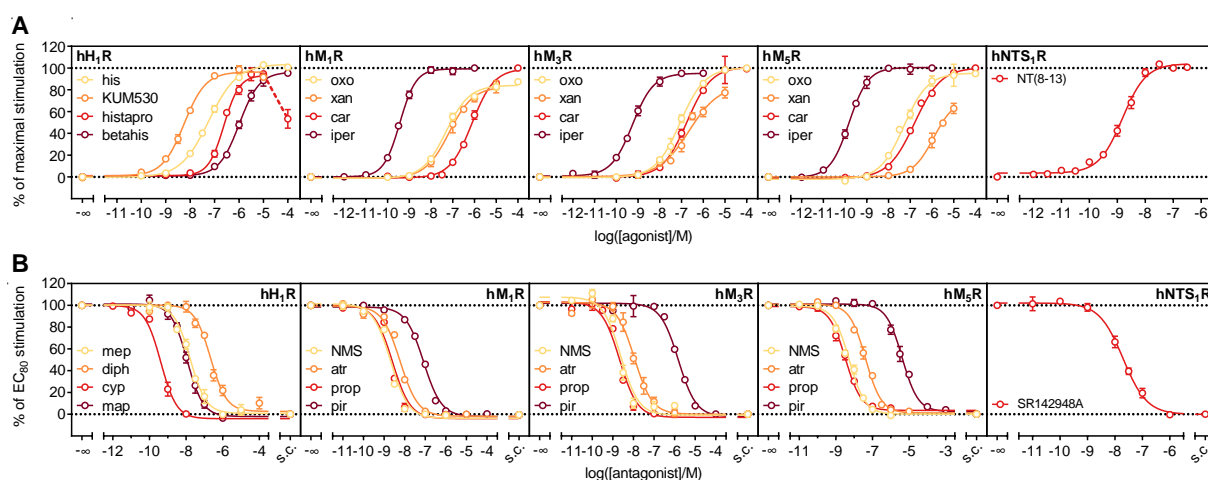 A
% of maximal stimulation
120
100
80
60
40
20
0
hH1R
his
KUM530
histapro
betahis
-∞ -11 -10 -9 -8 -7 -6 -5 -4
hM1R
oxo
xan
car
iper
-∞ -12 -11 -10 -9 -8 -7 -6 -5 -4
hM3R
oxo
xan
car
iper
-∞ -12 -11 -10 -9 -8 -7 -6 -5 -4
hM5R
oxo
xan
car
iper
-∞ -11 -10 -9 -8 -7 -6 -5 -4
hNTS1R
NT(8-13)
-∞ -12 -11 -10 -9 -8 -7 -6
log([agonist]/M)
B
% of EC80 stimulation
120
100
80
60
40
20
0
hH1R
mep
diph
cyp
map
-∞ -12 -10 -8 -6 -4 s.c.
hM1R
NMS
atr
prop
pir
-∞ -11 -10 -9 -8 -7 -6 -5 -4 s.c.
hM3R
NMS
atr
prop
pir
-∞ -11 -10 -9 -8 -7 -6 -5 -4 s.c.
hM5R
NMS
atr
prop
pir
-∞ -11 -9 -7 -5 -3 s.c.
hNTS1R
SR142948A
-∞ -11 -10 -9 -8 -7 -6 s.c.
log([antagonist]/M)